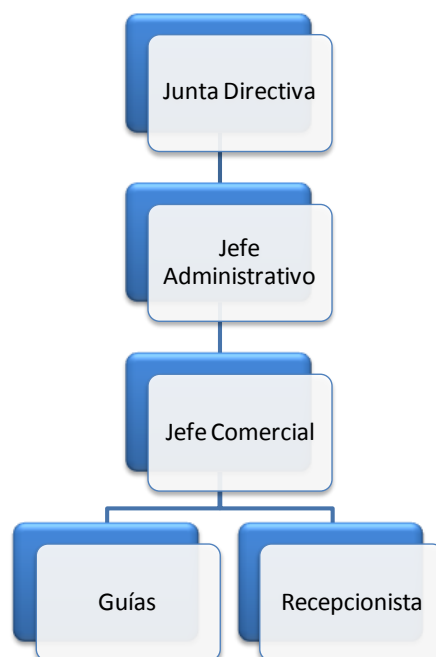 Junta Directiva
Jefe
Administrativo
Jefe Comercial
Guías
Recepcionista